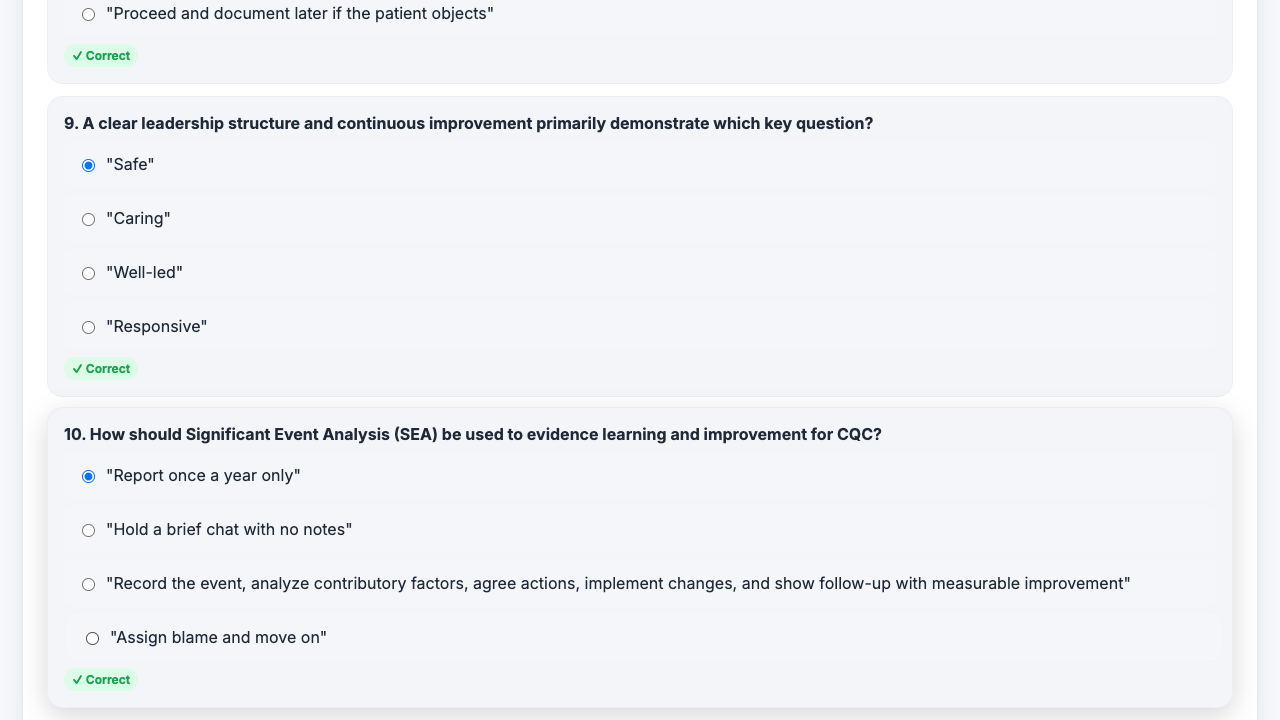 "Proceed and document later if the patient objects"
✓ Correct
9. A clear leadership structure and continuous improvement primarily demonstrate which key question?
"Safe"
"Caring"
"Well-led"
"Responsive"
✓ Correct
10. How should Significant Event Analysis (SEA) be used to evidence learning and improvement for CQC?
"Report once a year only"
"Hold a brief chat with no notes"
"Record the event, analyze contributory factors, agree actions, implement changes, and show follow-up with measurable improvement"
"Assign blame and move on"
✓ Correct